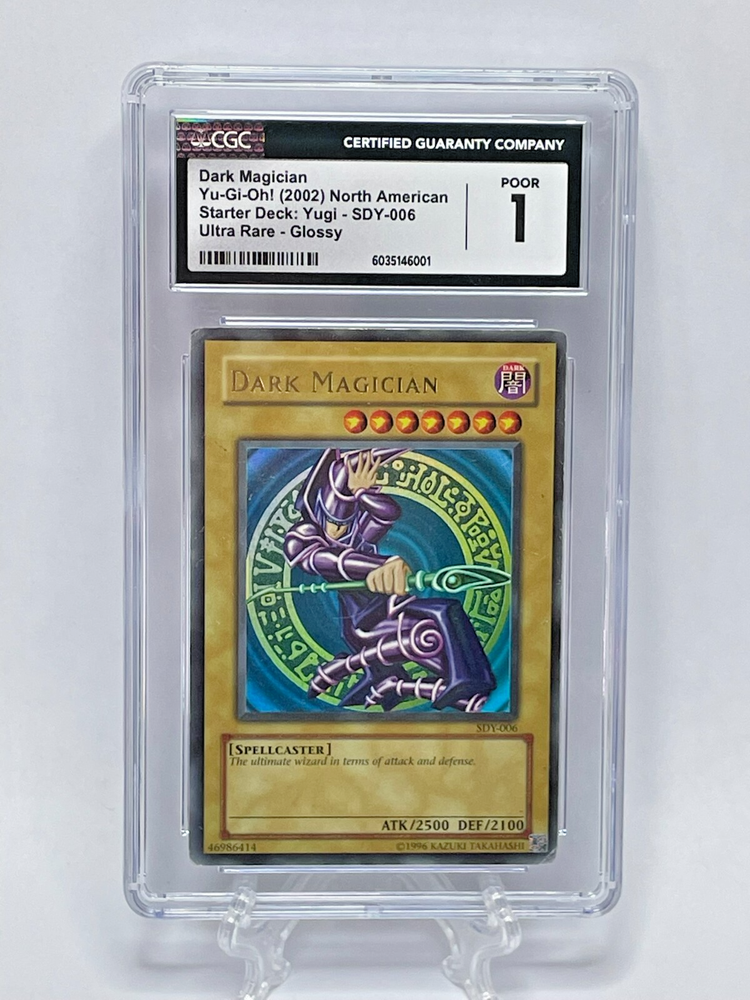 CGC
CERTIFIED GUARANTY COMPANY
Dark Magician
Yu-Gi-Oh! (2002) North American
Starter Deck: Yugi - SDY-006
Ultra Rare - Glossy
POOR
1
6035146001
DARK MAGICIAN
DARK
闇
SDY-006
[SPELLCASTER]
The ultimate wizard in terms of attack and defense.
ATK/2500 DEF/2100
46986414
©1996 KAZUKI TAKAHASHI